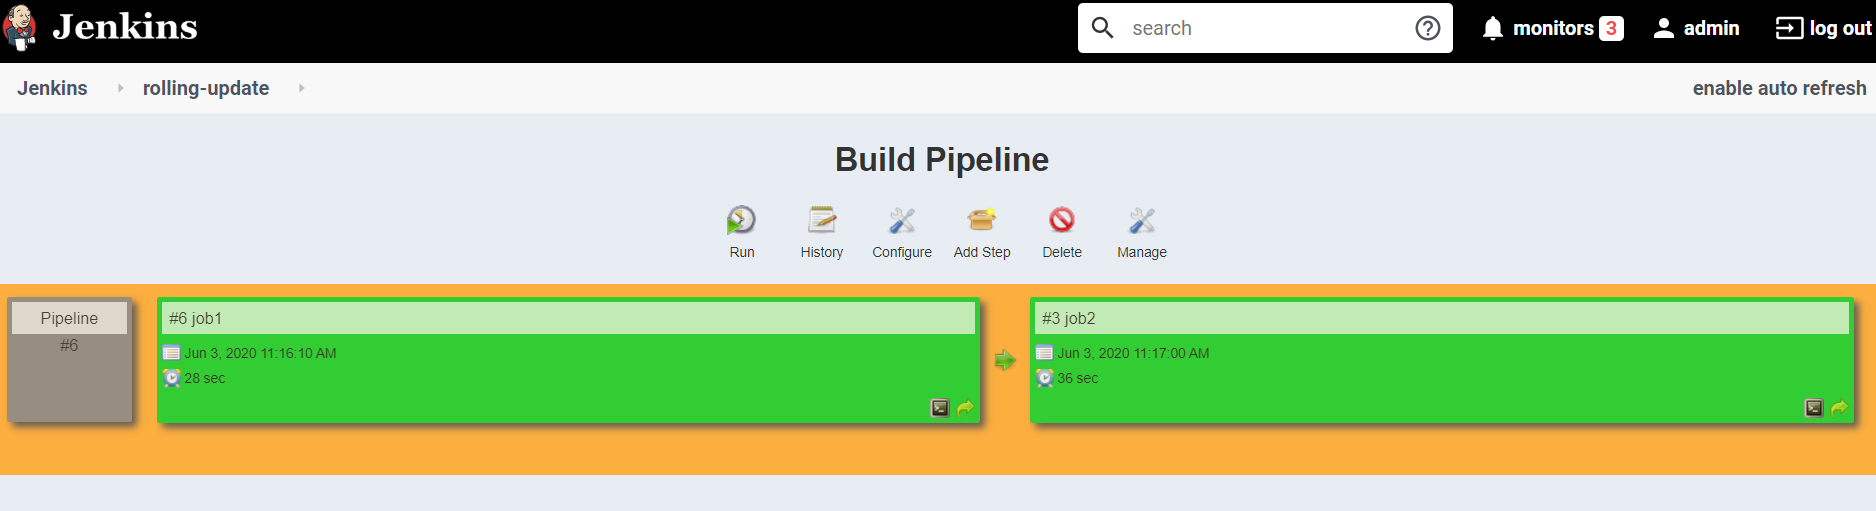 Jenkins
search
monitors 3
admin
log out
Jenkins
rolling-update
enable auto refresh
Build Pipeline
Run
History
Configure
Add Step
Delete
Manage
Pipeline
#6
#6 job1
Jun 3, 2020 11:16:10 AM
28 sec
#3 job2
Jun 3, 2020 11:17:00 AM
36 sec